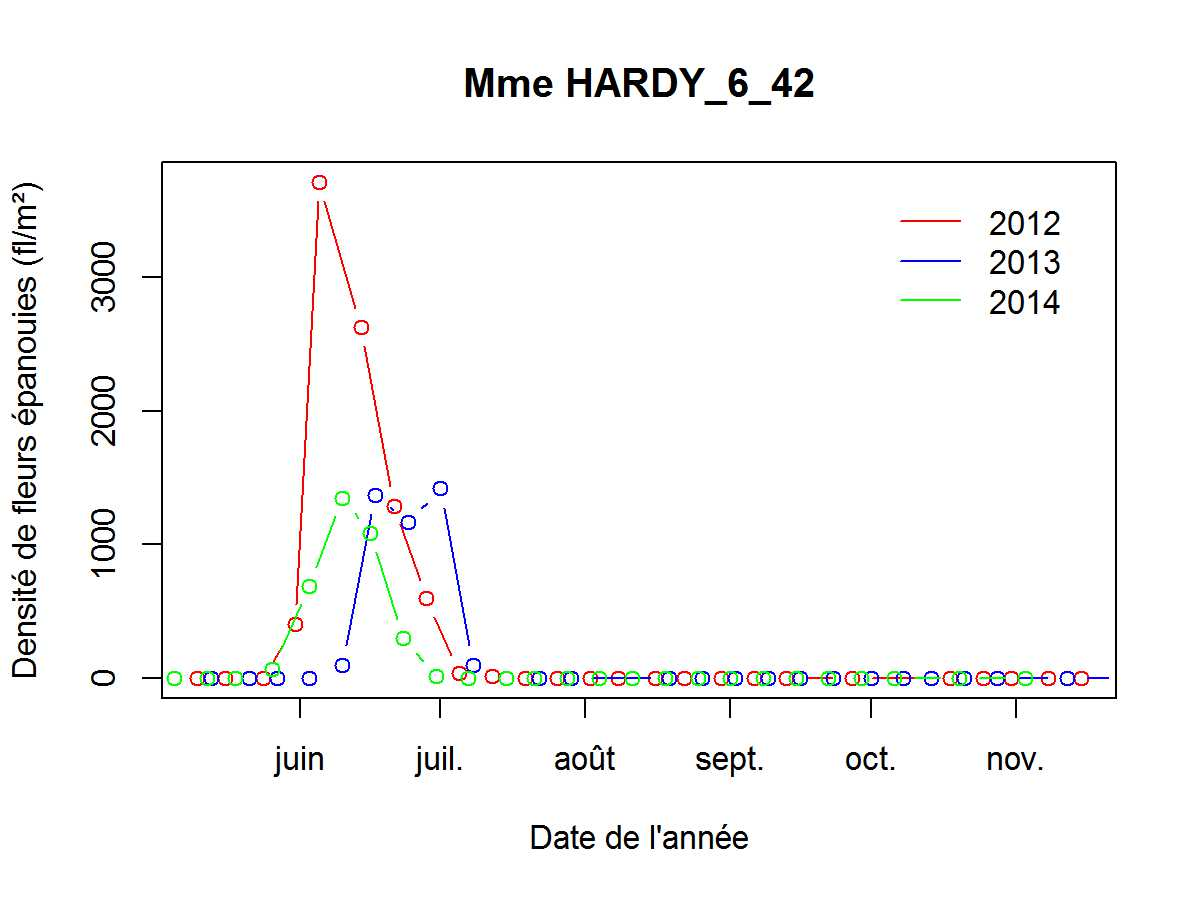 Mme HARDY_6_42
Densité de fleurs épanouies (fl/m²)
3000
2000
1000
0
2012
2013
2014
juin juil. août sept. oct. nov.
Date de l'année